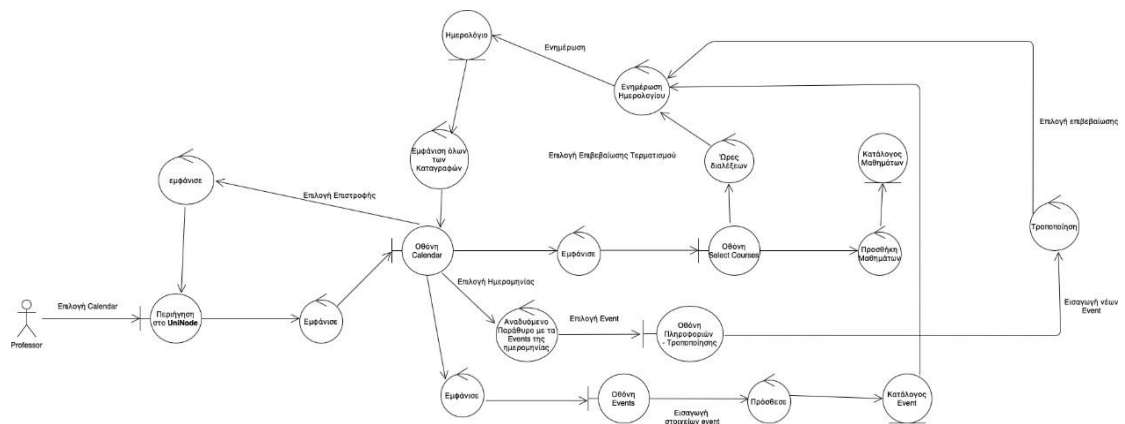 Ημερολόγιο
Ενημέρωση
Ενημέρωση
Ημερολογίου
Επιλογή επιβεβαίωσης
Εμφάνιση όλων
των
Καταγραφών
Επιλογή Επιβεβαίωσης Τερματισμού
Ώρες
διαλέξεων
Κατάλογος
Μαθημάτων
εμφάνισε
Επιλογή Επιστροφής
Τροποποίηση
Οθόνη
Calendar
Εμφάνισε
Οθόνη
Select Courses
Προσθήκη
Μαθημάτων
Επιλογή Ημερομηνίας
Επιλογή Calendar
Περιήγηση
στο UniNode
Εμφάνισε
Professor
Αναδυόμενο
Παράθυρο με τα
Events της
ημερομηνίας
Επιλογή Event
Οθόνη
Πληροφοριών
- Τροποποίησης
Εισαγωγή νέων
Event
Εμφάνισε
Οθόνη
Events
Εισαγωγή
στοιχείων event
Πρόσθεσε
Κατάλογος
Event